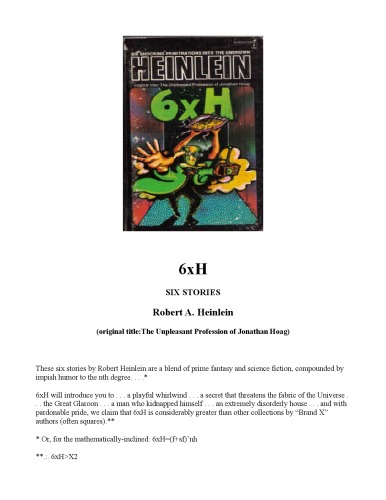 SIX SHOCKING PENETRATIONS INTO THE UNKNOWN
HEINLEIN
(original title: The Unpleasant Profession of Jonathan Hoag)
6xH
6xH
SIX STORIES
Robert A. Heinlein
(original title:The Unpleasant Profession of Jonathan Hoag)
These six stories by Robert Heinlein are a blend of prime fantasy and science fiction, compounded by
impish humor to the nth degree. . . .*
6xH will introduce you to . . . a playful whirlwind . . . a secret that threatens the fabric of the Universe .
. . the Great Glaroon . . . a man who kidnapped himself . . . an extremely disorderly house . . . and with
pardonable pride, we claim that 6xH is considerably greater than other collections by “Brand X”
authors (often squares).**
* Or, for the mathematically-inclined: 6xH=(f+sf)ˆnh
**.:. 6xH>X2